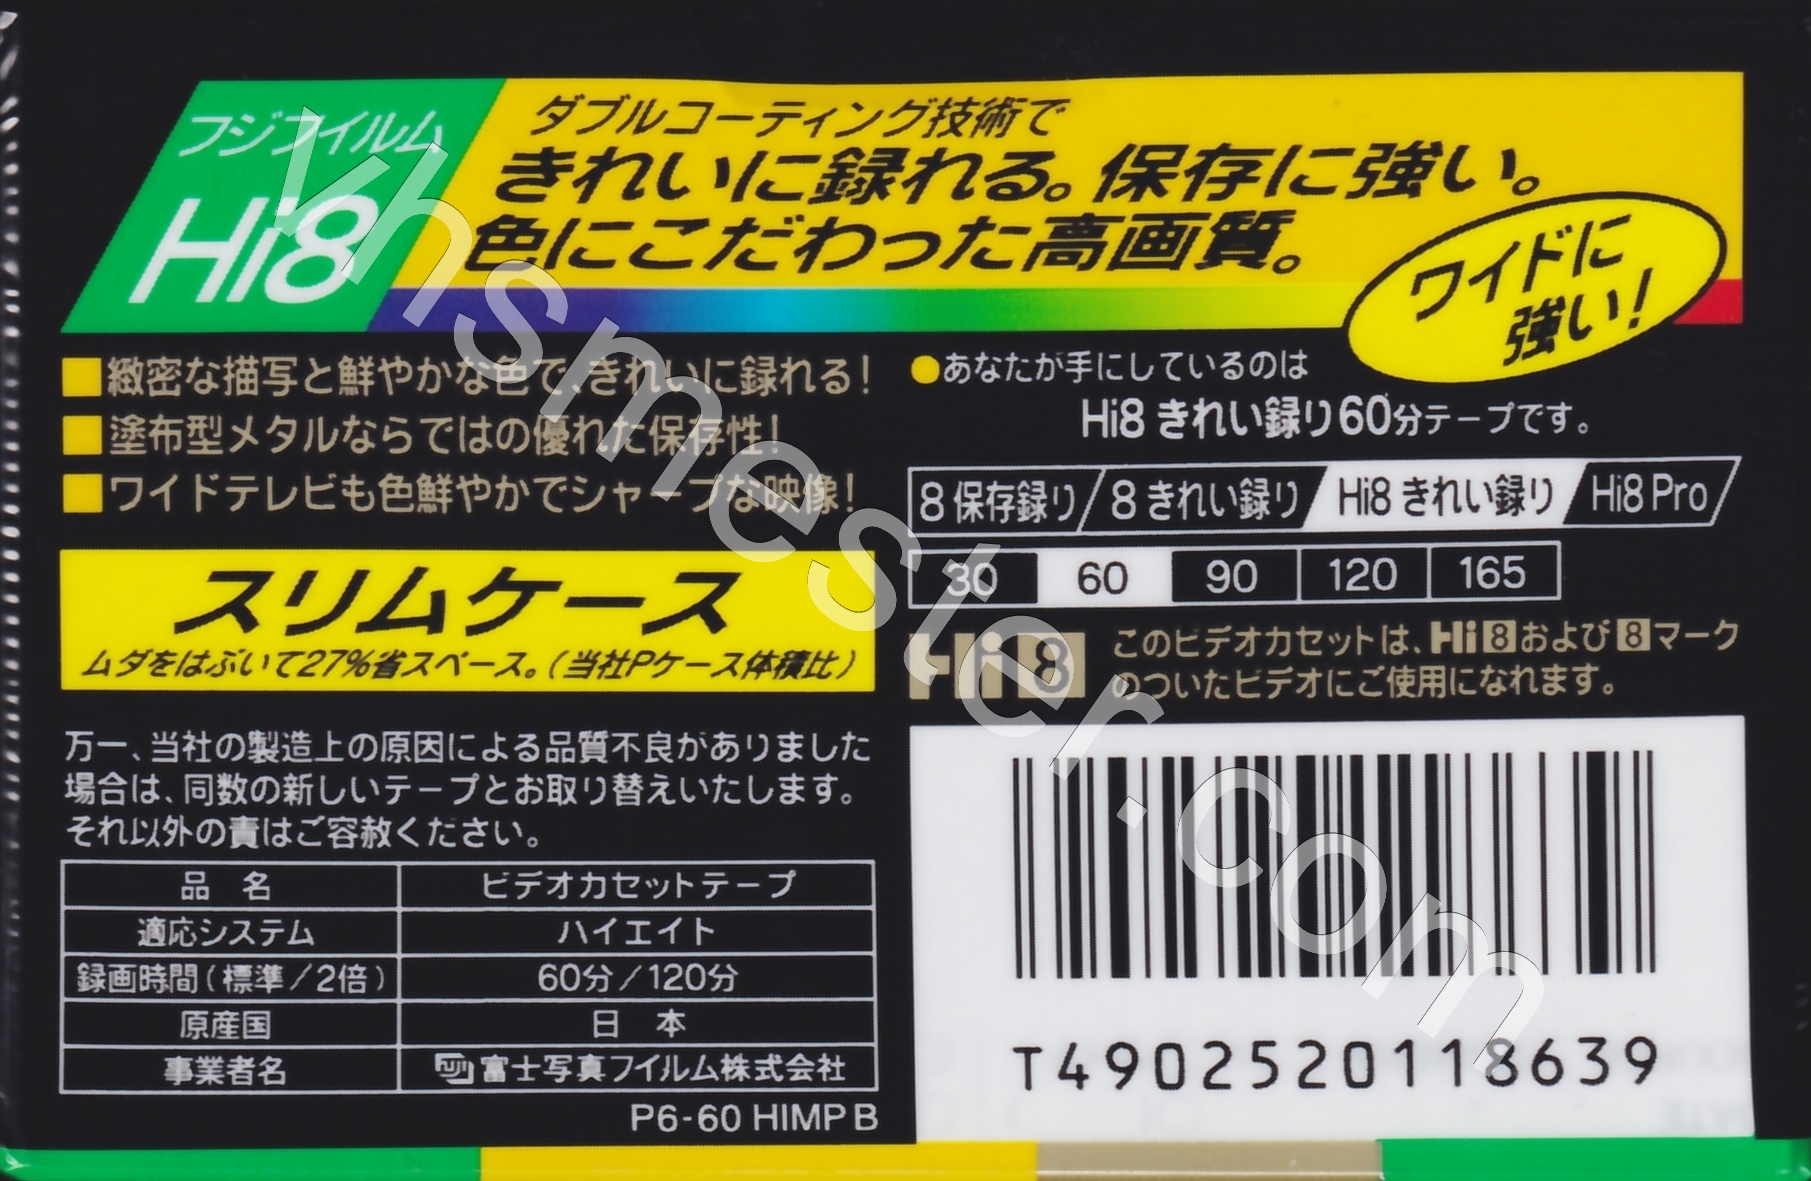 フジフイルム
Hi8
ダブルコーティング技術で
きれいに録れる。保存に強い。
色にこだわった高画質。
ワイドに
強い!
緻密な描写と鮮やかな色で、きれいに録れる!
塗布型メタルならではの優れた保存性!
ワイドテレビも色鮮やかでシャープな映像!
スリムケース
ムダをはぶいて27%省スペース。(当社Pケース体積比)
万一、当社の製造上の原因による品質不良がありました
場合は、同数の新しいテープとお取り替えいたします。
それ以外の責はご容赦ください。
品 名 ビデオカセットテープ
適応システム ハイエイト
録画時間(標準/2倍) 60分/120分
原産国 日 本
事業者名 FUJI 富士写真フイルム株式会社
P6-60 HIMP B
●あなたが手にしているのは
Hi8 きれい録り60分テープです。
8 保存録り/8 きれい録り Hi8 きれい録り Hi8 Pro
30 60 90 120 165
Hi8
このビデオカセットは、Hi8および8マーク
のついたビデオにご使用になれます。
T4902520118639
vhsmester.com